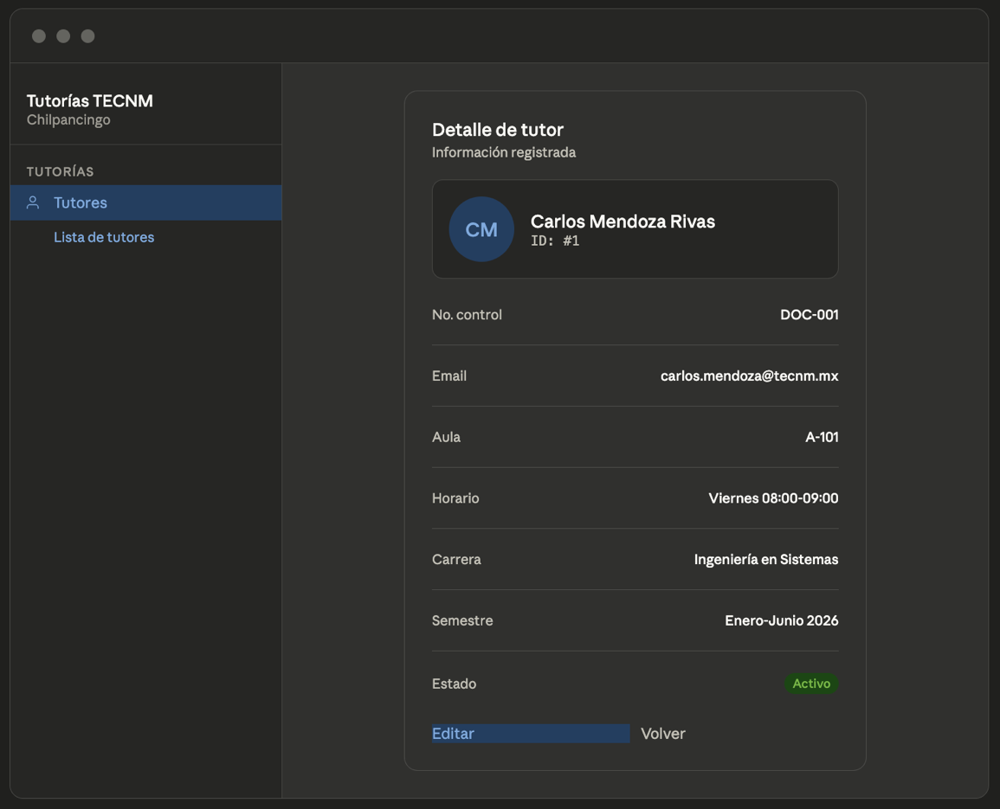 Tutorías TECNM
Chilpancingo
TUTORÍAS
Tutores
Lista de tutores
Detalle de tutor
Información registrada
CM
Carlos Mendoza Rivas
ID: #1
No. control DOC-001
Email carlos.mendoza@tecnm.mx
Aula A-101
Horario Viernes 08:00-09:00
Carrera Ingeniería en Sistemas
Semestre Enero-Junio 2026
Estado Activo
Editar Volver